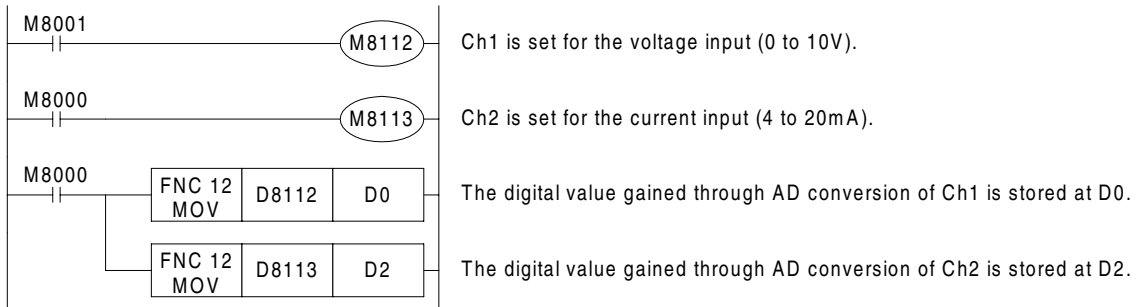 M8001
M8112
Ch1 is set for the voltage input (0 to 10V).
M8000
M8113
Ch2 is set for the current input (4 to 20mA).
M8000
FNC 12
MOV
D8112
D0
The digital value gained through AD conversion of Ch1 is stored at D0.
FNC 12
MOV
D8113
D2
The digital value gained through AD conversion of Ch2 is stored at D2.